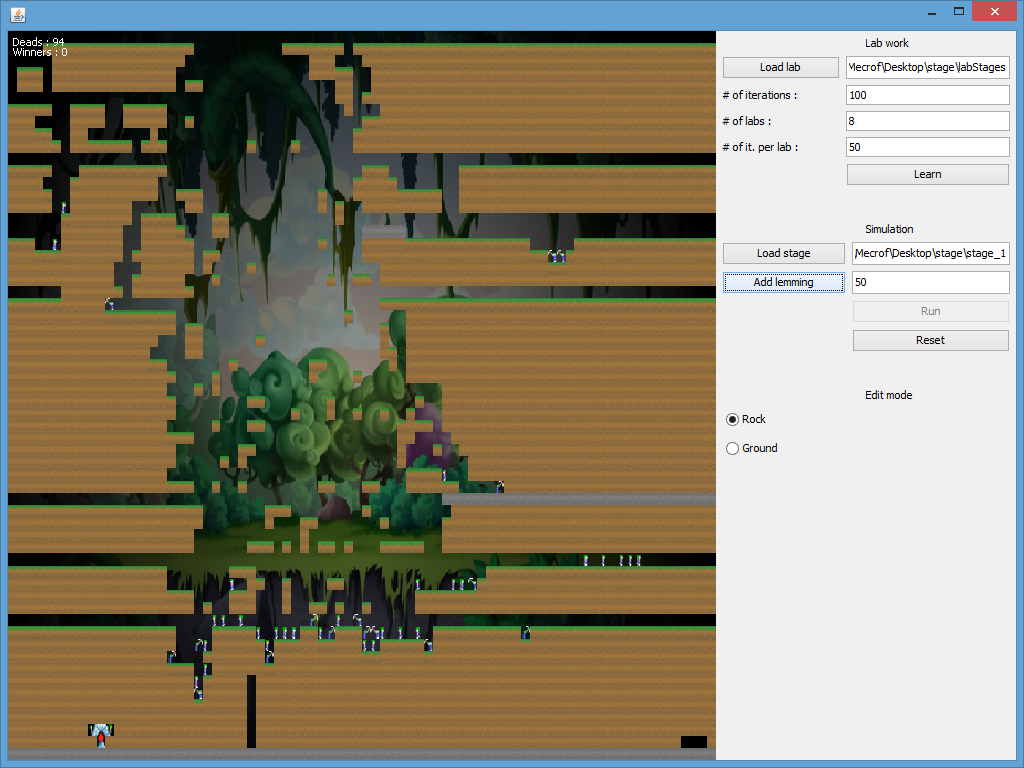 Deads : 94
Winners : 0
Lab work
Load lab
Mecrof\Desktop\stage\labStages
# of iterations :
100
# of labs :
8
# of it. per lab :
50
Learn
Simulation
Load stage
Mecrof\Desktop\stage\stage_1
Add lemming
50
Run
Reset
Edit mode
Rock
Ground